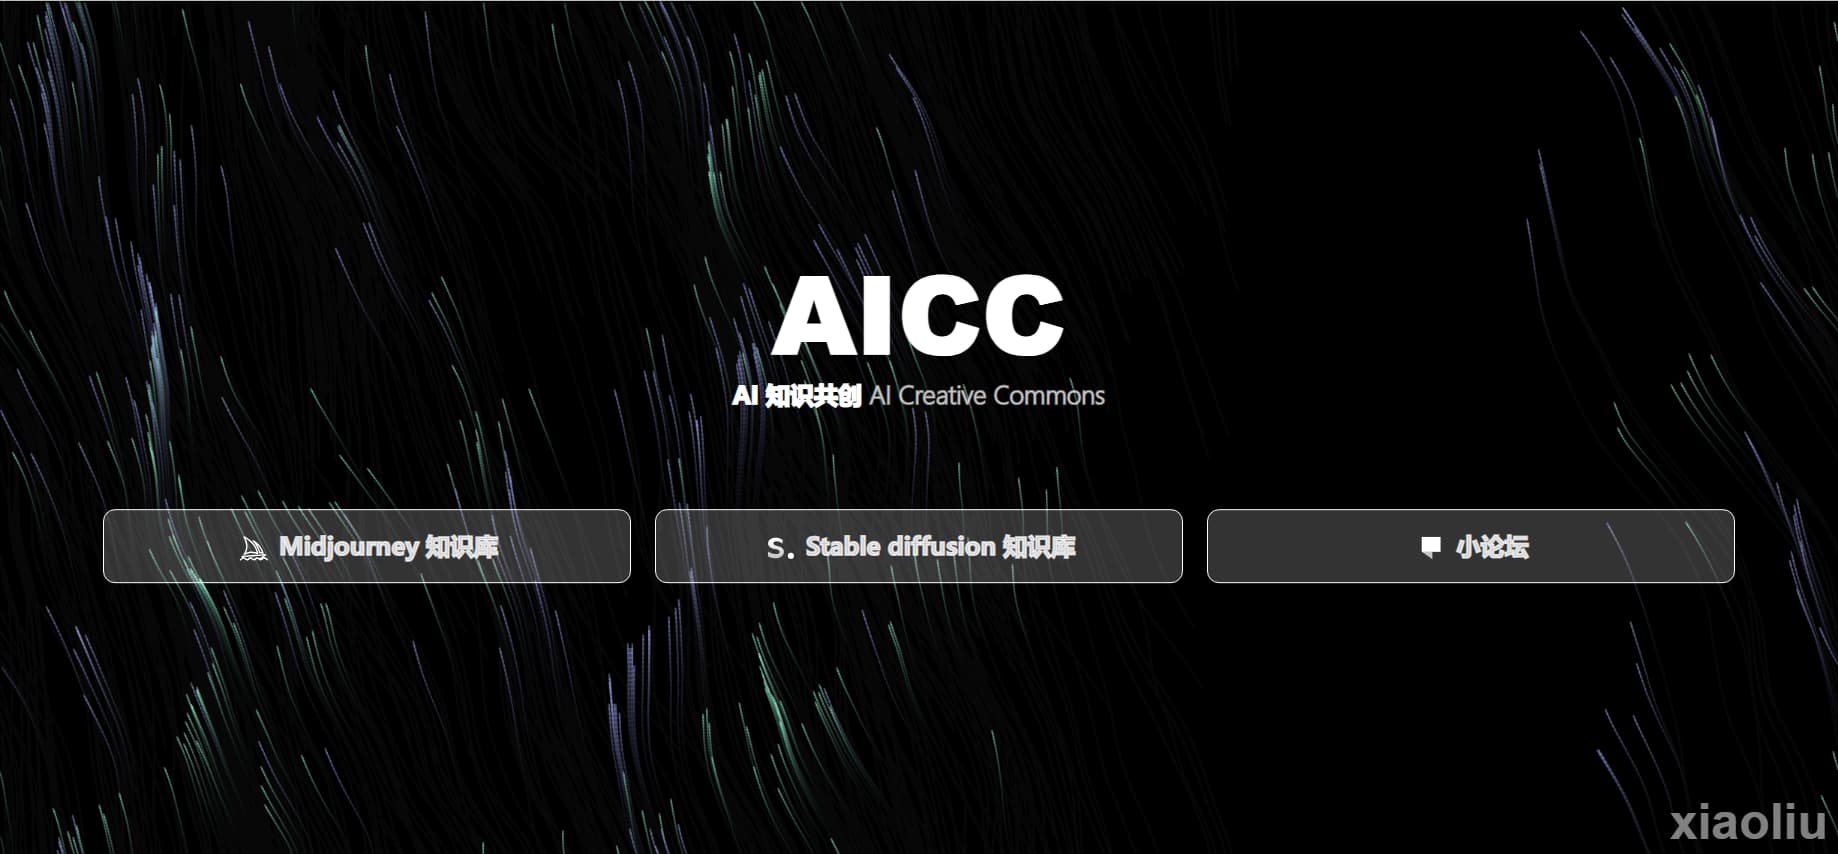 AICC
AI 知识共创 AI Creative Commons
Midjourney 知识库
S. Stable diffusion 知识库
小论坛
xiaoliu